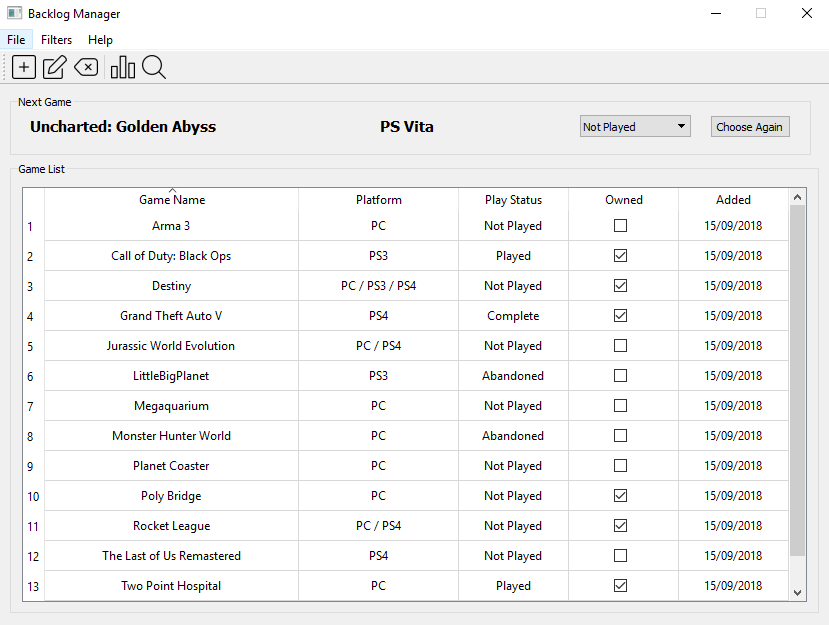 Backlog Manager
File Filters Help
Next Game
Uncharted: Golden Abyss PS Vita Not Played Choose Again
Game List
Game Name Platform Play Status Owned Added
1 Arma 3 PC Not Played 15/09/2018
2 Call of Duty: Black Ops PS3 Played 15/09/2018
3 Destiny PC / PS3 / PS4 Not Played 15/09/2018
4 Grand Theft Auto V PS4 Complete 15/09/2018
5 Jurassic World Evolution PC / PS4 Not Played 15/09/2018
6 LittleBigPlanet PS3 Abandoned 15/09/2018
7 Megaquarium PC Not Played 15/09/2018
8 Monster Hunter World PC Abandoned 15/09/2018
9 Planet Coaster PC Not Played 15/09/2018
10 Poly Bridge PC Not Played 15/09/2018
11 Rocket League PC / PS4 Not Played 15/09/2018
12 The Last of Us Remastered PS4 Not Played 15/09/2018
13 Two Point Hospital PC Played 15/09/2018